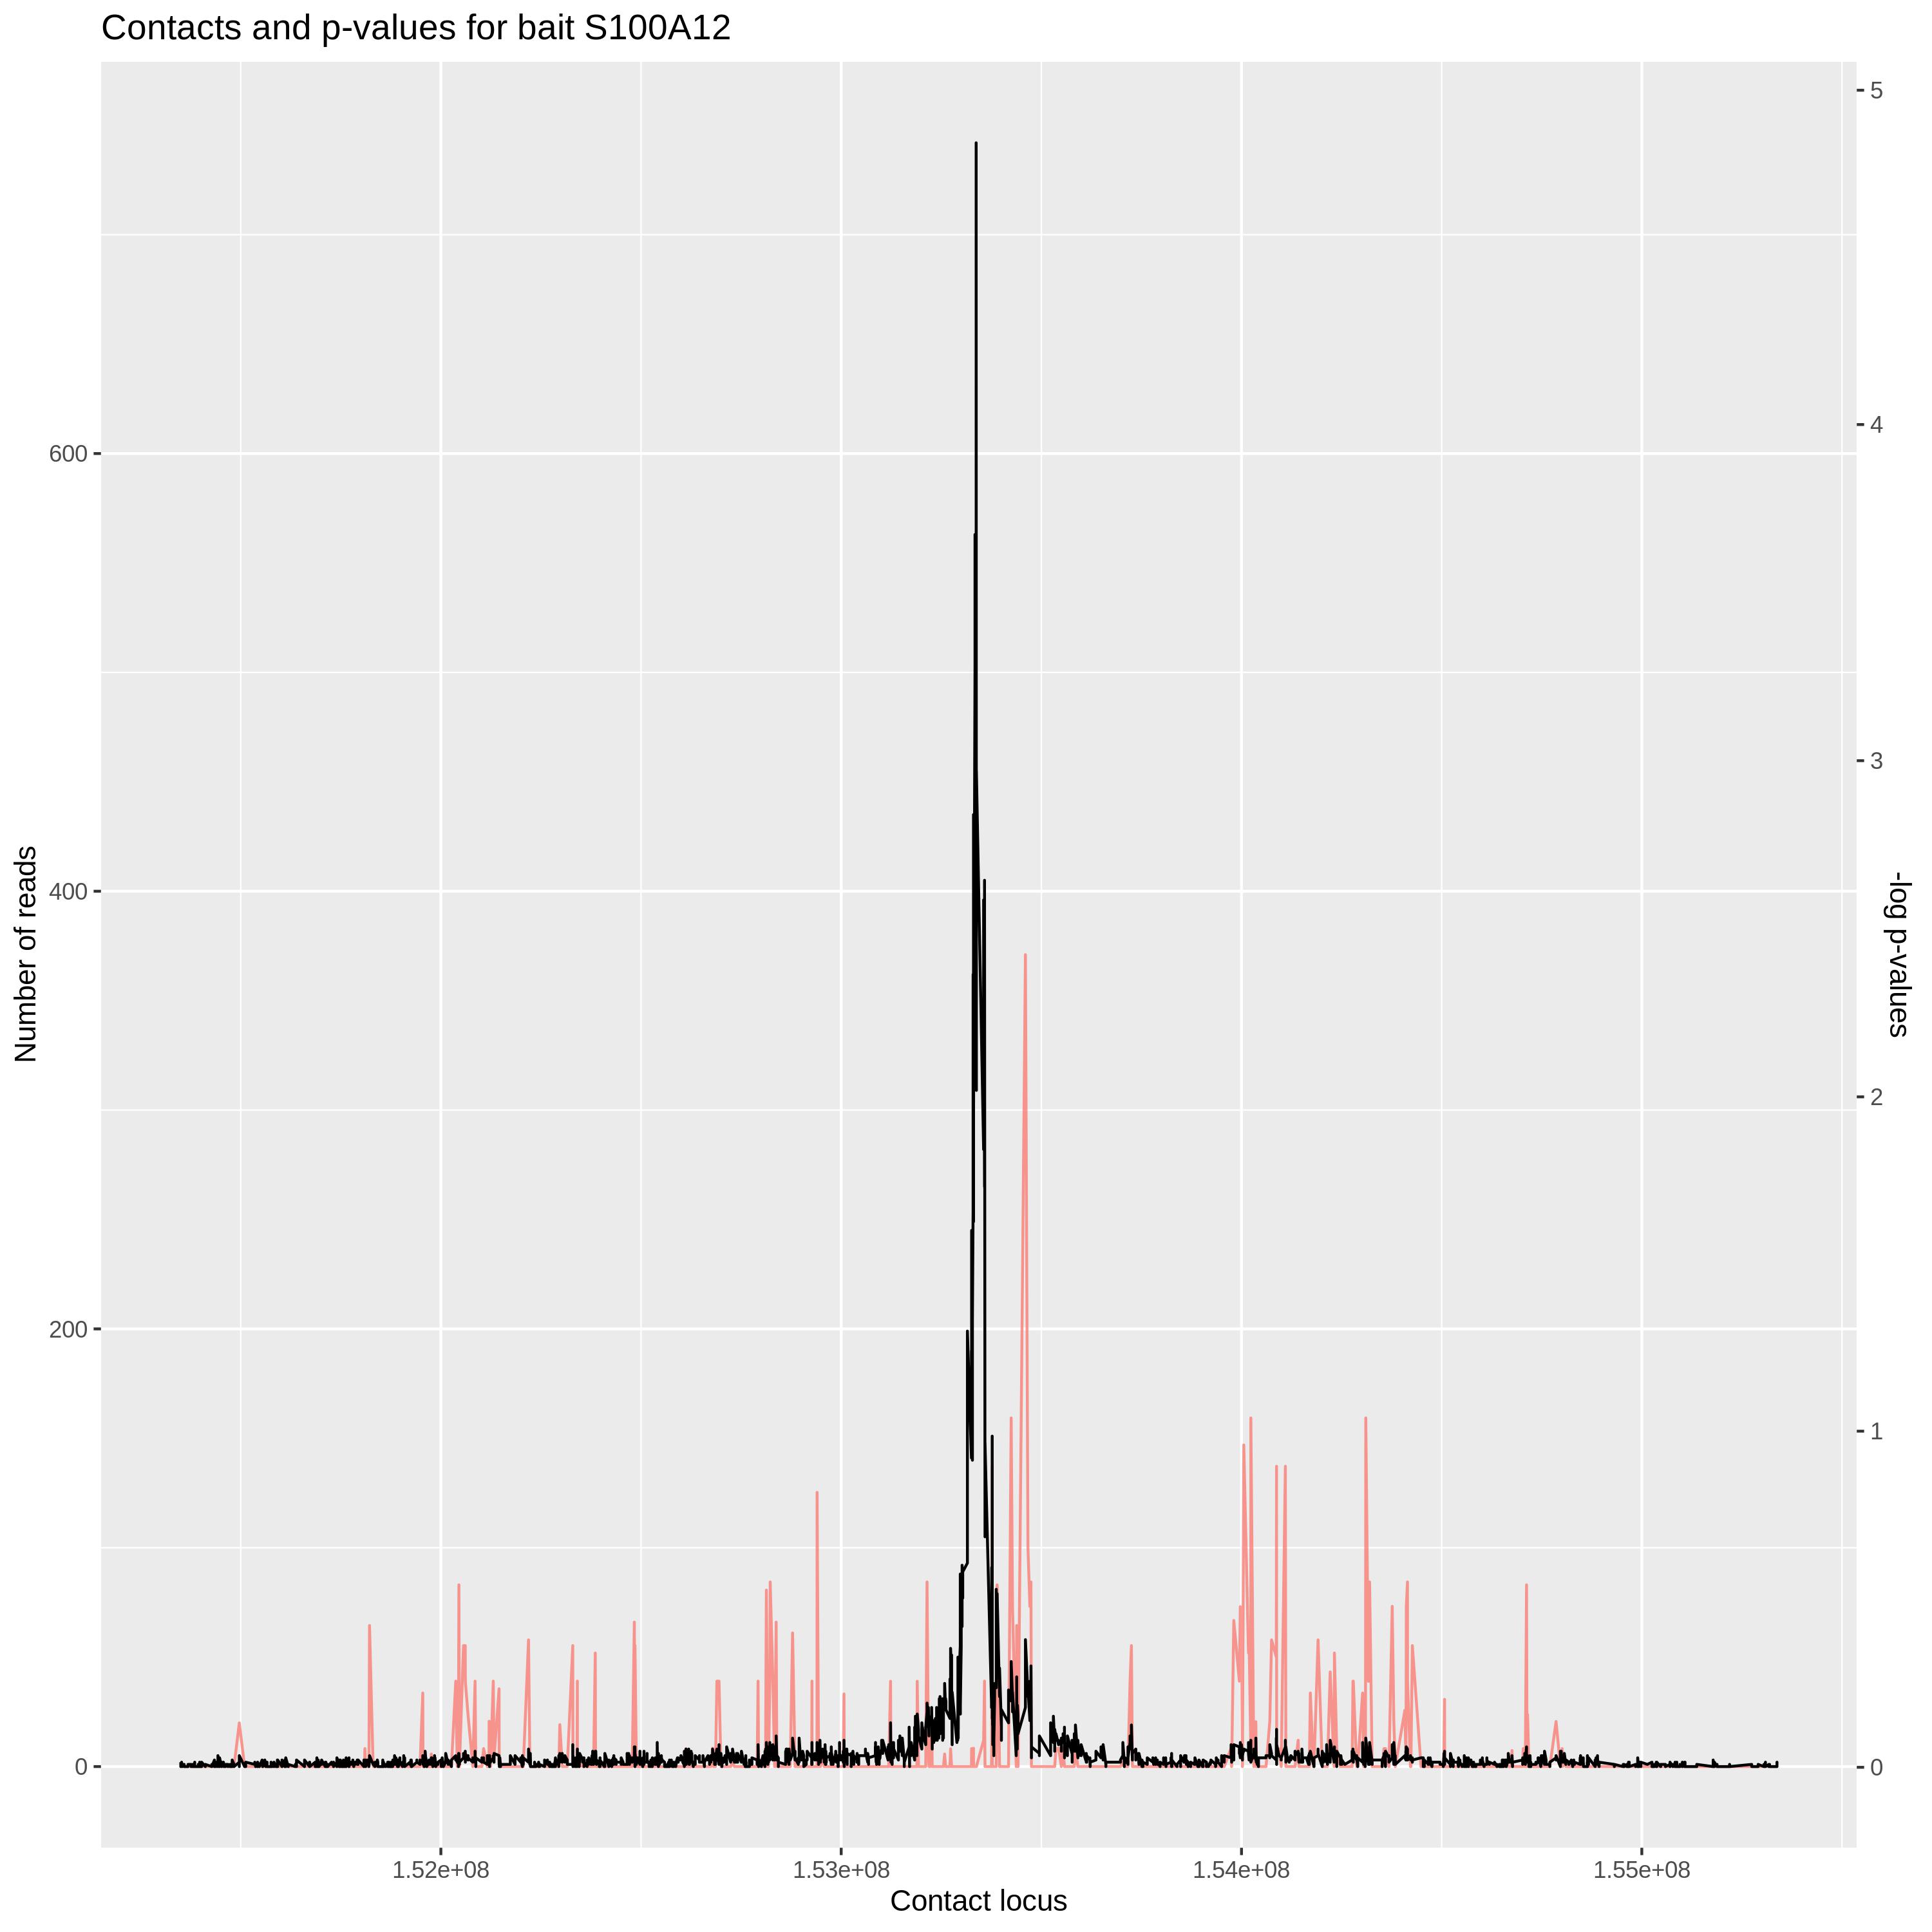 Contacts and p-values for bait S100A12
Number of reads
600
400
200
0
5
4
3
2
1
0
-log p-values
1.52e+08
1.53e+08
1.54e+08
1.55e+08
Contact locus